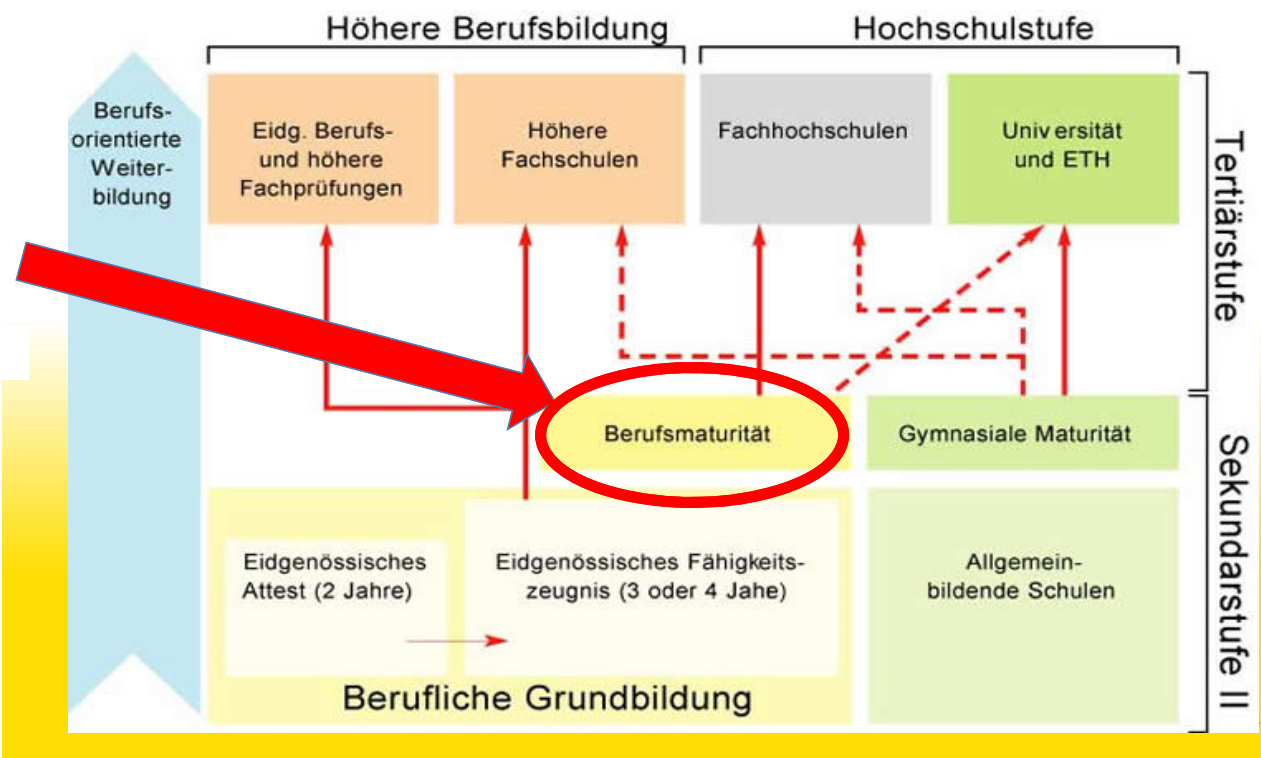 Höhere Berufsbildung
Hochschulstufe
Berufs-
orientierte
Weiter-
bildung
Eidg. Berufs-
und höhere
Fachprüfungen
Höhere
Fachschulen
Fachhochschulen
Universität
und ETH
Tertiärstufe
Berufsmaturität
Gymnasiale Maturität
Eidgenössisches
Attest (2 Jahre)
Eidgenössisches Fähigkeits-
zeugnis (3 oder 4 Jahe)
Allgemein-
bildende Schulen
Berufliche Grundbildung
Sekundarstufe II